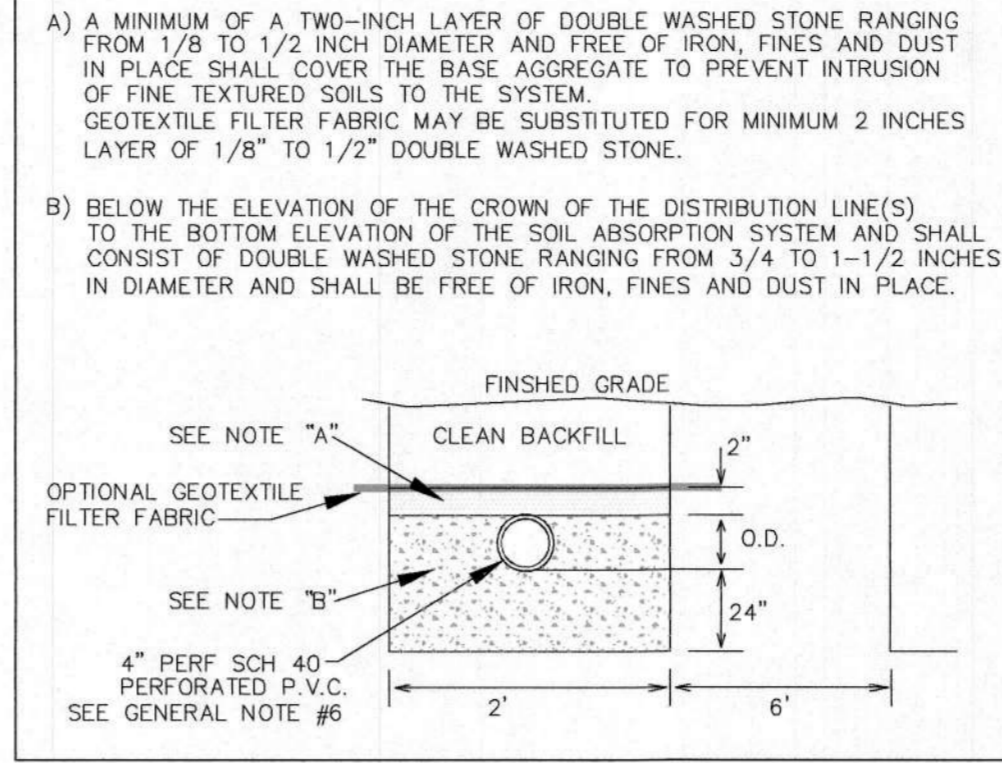 A) A MINIMUM OF A TWO-INCH LAYER OF DOUBLE WASHED STONE RANGING
FROM 1/8 TO 1/2 INCH DIAMETER AND FREE OF IRON, FINES AND DUST
IN PLACE SHALL COVER THE BASE AGGREGATE TO PREVENT INTRUSION
OF FINE TEXTURED SOILS TO THE SYSTEM.
GEOTEXTILE FILTER FABRIC MAY BE SUBSTITUTED FOR MINIMUM 2 INCHES
LAYER OF 1/8" TO 1/2" DOUBLE WASHED STONE.
B) BELOW THE ELEVATION OF THE CROWN OF THE DISTRIBUTION LINE(S)
TO THE BOTTOM ELEVATION OF THE SOIL ABSORPTION SYSTEM AND SHALL
CONSIST OF DOUBLE WASHED STONE RANGING FROM 3/4 TO 1-1/2 INCHES
IN DIAMETER AND SHALL BE FREE OF IRON, FINES AND DUST IN PLACE.
FINSHED GRADE
SEE NOTE "A"
CLEAN BACKFILL
2"
OPTIONAL GEOTEXTILE
FILTER FABRIC
O.D.
SEE NOTE "B"
24"
4" PERF SCH 40
PERFORATED P.V.C.
SEE GENERAL NOTE #6
2'
6'